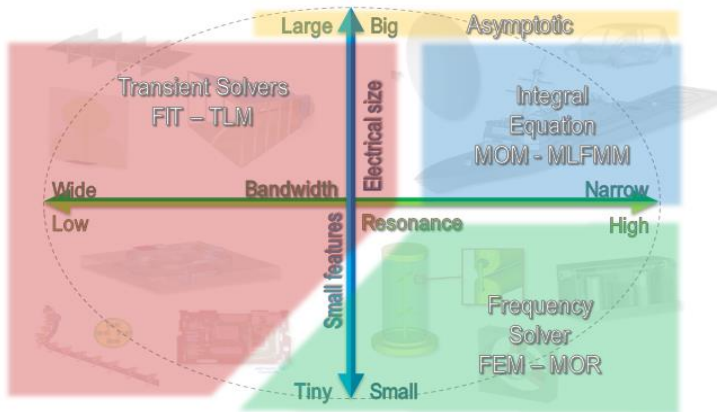 Large Big Asymptotic
Transient Solvers
FIT – TLM
Integral
Equation
MOM - MLFMM
Electrical size
Wide Bandwidth Narrow
Low Resonance High
Small features
Frequency
Solver
FEM – MOR
Tiny Small